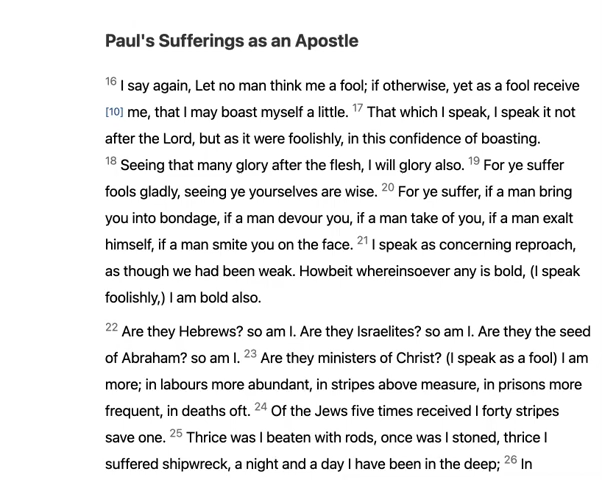 Paul's Sufferings as an Apostle
16 I say again, Let no man think me a fool; if otherwise, yet as a fool receive
[10] me, that I may boast myself a little. 17 That which I speak, I speak it not
after the Lord, but as it were foolishly, in this confidence of boasting.
18 Seeing that many glory after the flesh, I will glory also. 19 For ye suffer
fools gladly, seeing ye yourselves are wise. 20 For ye suffer, if a man bring
you into bondage, if a man devour you, if a man take of you, if a man exalt
himself, if a man smite you on the face. 21 I speak as concerning reproach,
as though we had been weak. Howbeit whereinsoever any is bold, (I speak
foolishly,) I am bold also.
22 Are they Hebrews? so am I. Are they Israelites? so am I. Are they the seed
of Abraham? so am I. 23 Are they ministers of Christ? (I speak as a fool) I am
more; in labours more abundant, in stripes above measure, in prisons more
frequent, in deaths oft. 24 Of the Jews five times received I forty stripes
save one. 25 Thrice was I beaten with rods, once was I stoned, thrice I
suffered shipwreck, a night and a day I have been in the deep; 26 In